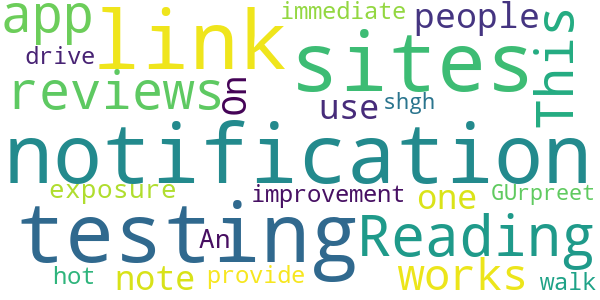 app link immediate people This
drive sites
reviews On use shgh
notification
exposure improvement one GUrpreet
testing An Reading
hot note provide works walk